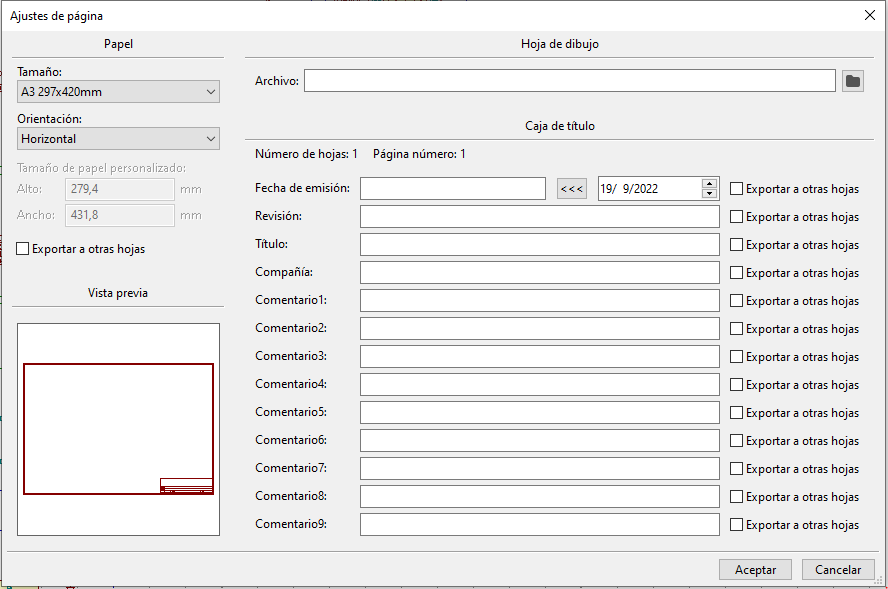 Ajustes de página
Papel
Tamaño:
A3 297x420mm
Orientación:
Horizontal
Tamaño de papel personalizado:
Alto: 279,4 mm
Ancho: 431,8 mm
Exportar a otras hojas
Vista previa
Hoja de dibujo
Archivo:
Caja de título
Número de hojas: 1 Página número: 1
Fecha de emisión: <<< 19/ 9/2022 Exportar a otras hojas
Revisión: Exportar a otras hojas
Título: Exportar a otras hojas
Compañía: Exportar a otras hojas
Comentario1: Exportar a otras hojas
Comentario2: Exportar a otras hojas
Comentario3: Exportar a otras hojas
Comentario4: Exportar a otras hojas
Comentario5: Exportar a otras hojas
Comentario6: Exportar a otras hojas
Comentario7: Exportar a otras hojas
Comentario8: Exportar a otras hojas
Comentario9: Exportar a otras hojas
Aceptar Cancelar